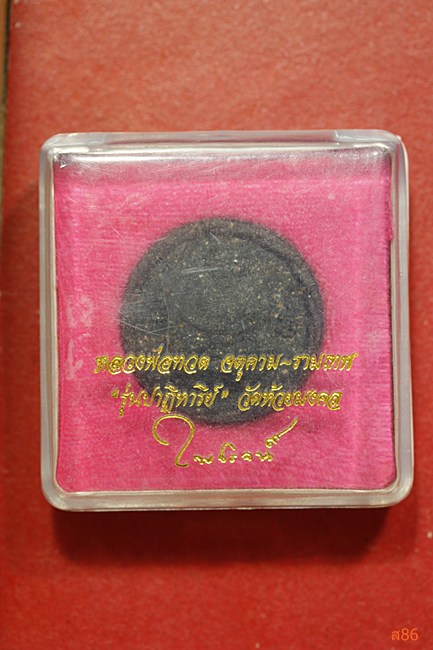 หลวงพ่อทวด จตุคาม~รามเทพ
"รุ่นปาฏิหาริย์" วัดห้วยมงคล
ส86